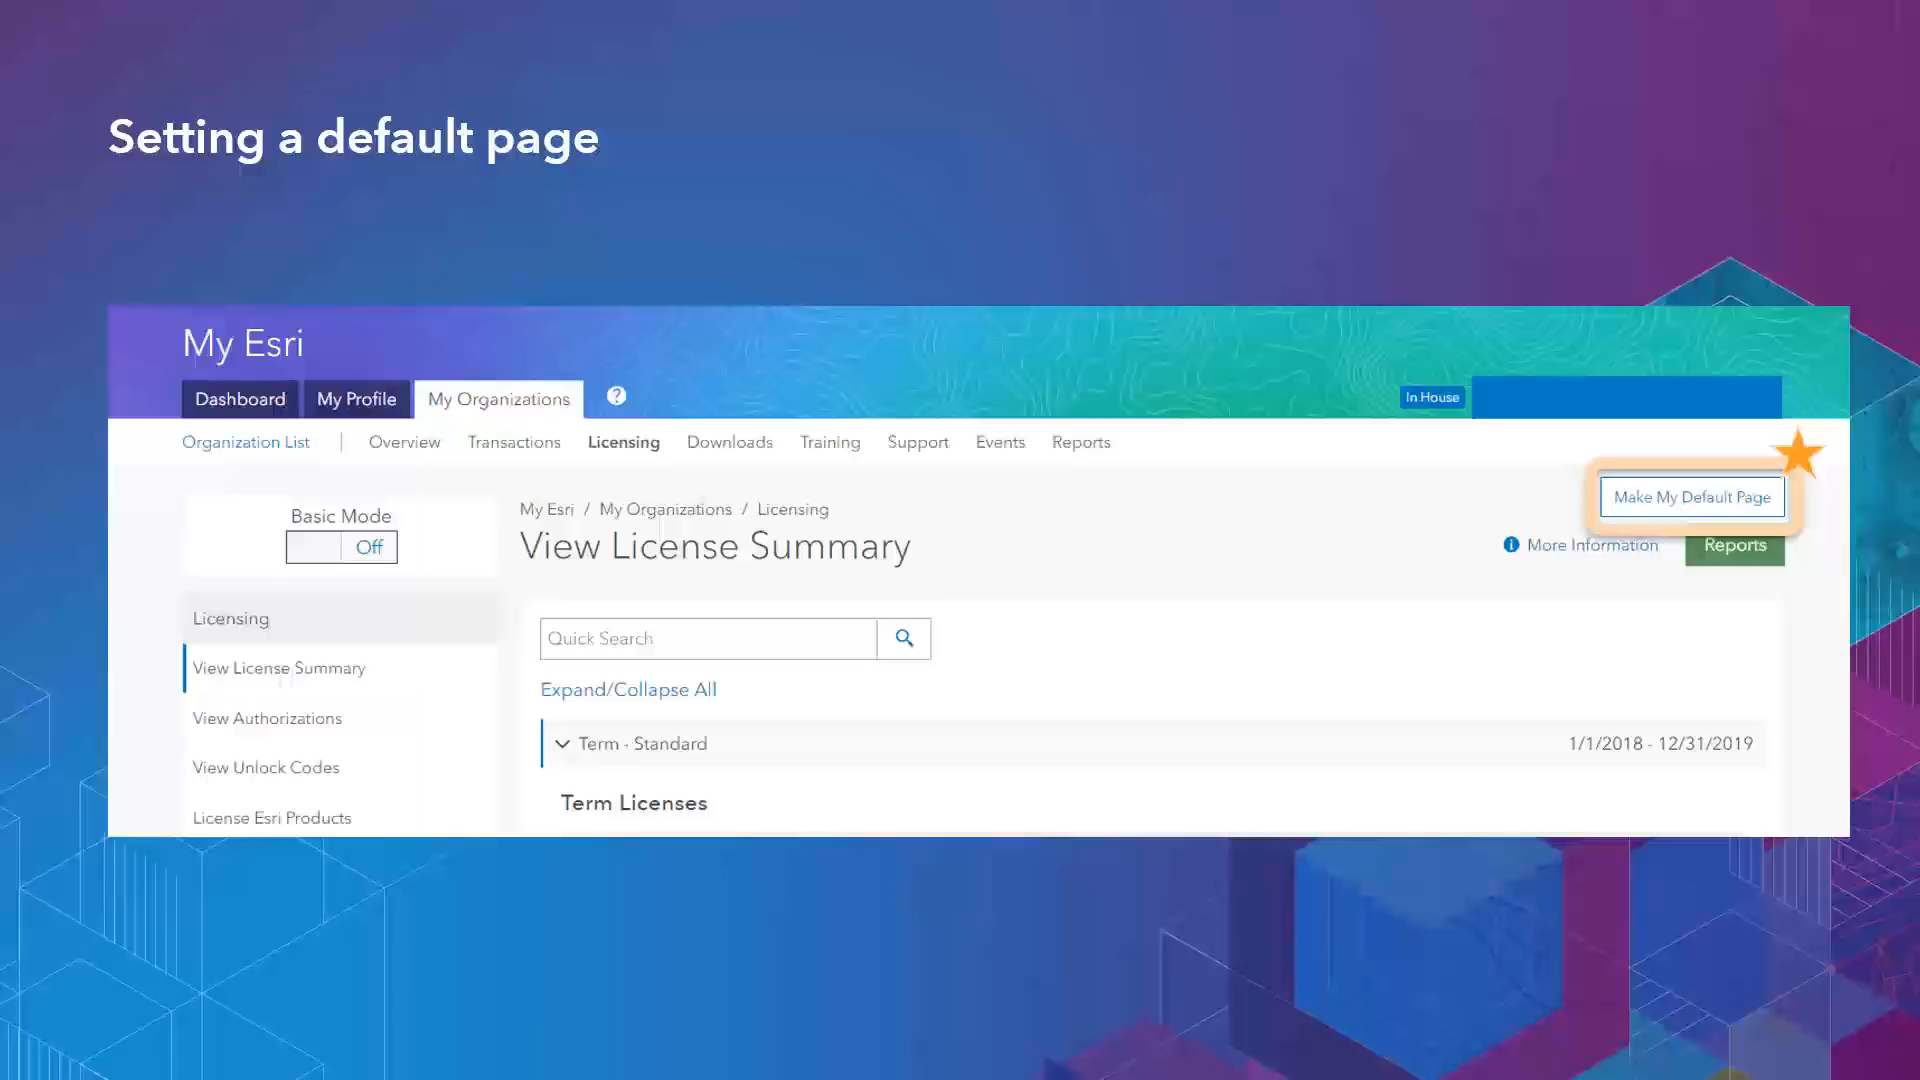 Setting a default page
My Esri
Dashboard
My Profile
My Organizations
?
In House
Organization List | Overview Transactions Licensing Downloads Training Support Events Reports
Make My Default Page
Basic Mode
Off
My Esri / My Organizations / Licensing
View License Summary
More Information
Reports
Licensing
View License Summary
View Authorizations
View Unlock Codes
License Esri Products
Quick Search
Expand/Collapse All
Term - Standard
1/1/2018 - 12/31/2019
Term Licenses